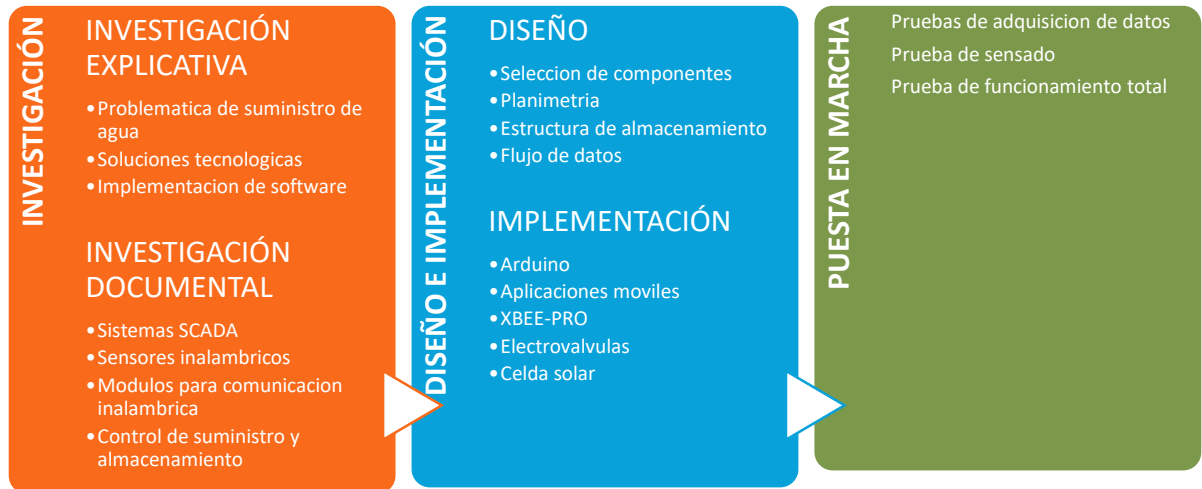 INVESTIGACIÓN
INVESTIGACIÓN
EXPLICATIVA
•Problematica de suministro de
agua
•Soluciones tecnologicas
•Implementacion de software
INVESTIGACIÓN
DOCUMENTAL
•Sistemas SCADA
•Sensores inalambricos
•Modulos para comunicacion
inalambrica
•Control de suministro y
almacenamiento
DISEÑO E IMPLEMENTACIÓN
DISEÑO
•Seleccion de componentes
•Planimetria
•Estructura de almacenamiento
•Flujo de datos
IMPLEMENTACIÓN
•Arduino
•Aplicaciones moviles
•XBEE-PRO
•Electrovalvulas
•Celda solar
PUESTA EN MARCHA
Pruebas de adquisicion de datos
Prueba de sensado
Prueba de funcionamiento total